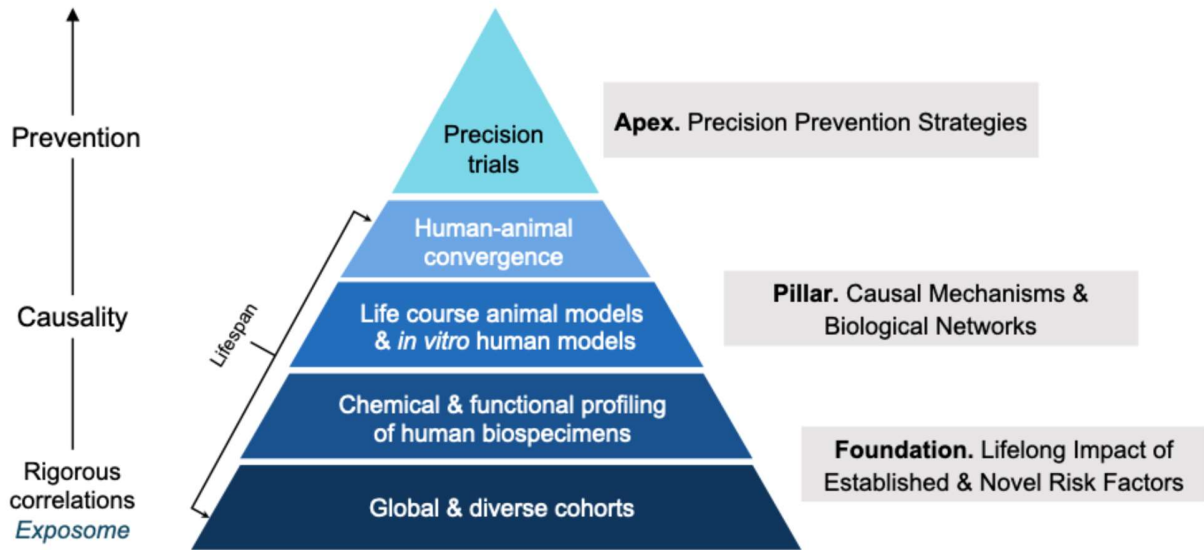 Prevention
Causality
Rigorous
correlations
Exposome
Lifespan
Precision
trials
Human-animal
convergence
Life course animal models
& in vitro human models
Chemical & functional profiling
of human biospecimens
Global & diverse cohorts
Apex. Precision Prevention Strategies
Pillar. Causal Mechanisms &
Biological Networks
Foundation. Lifelong Impact of
Established & Novel Risk Factors